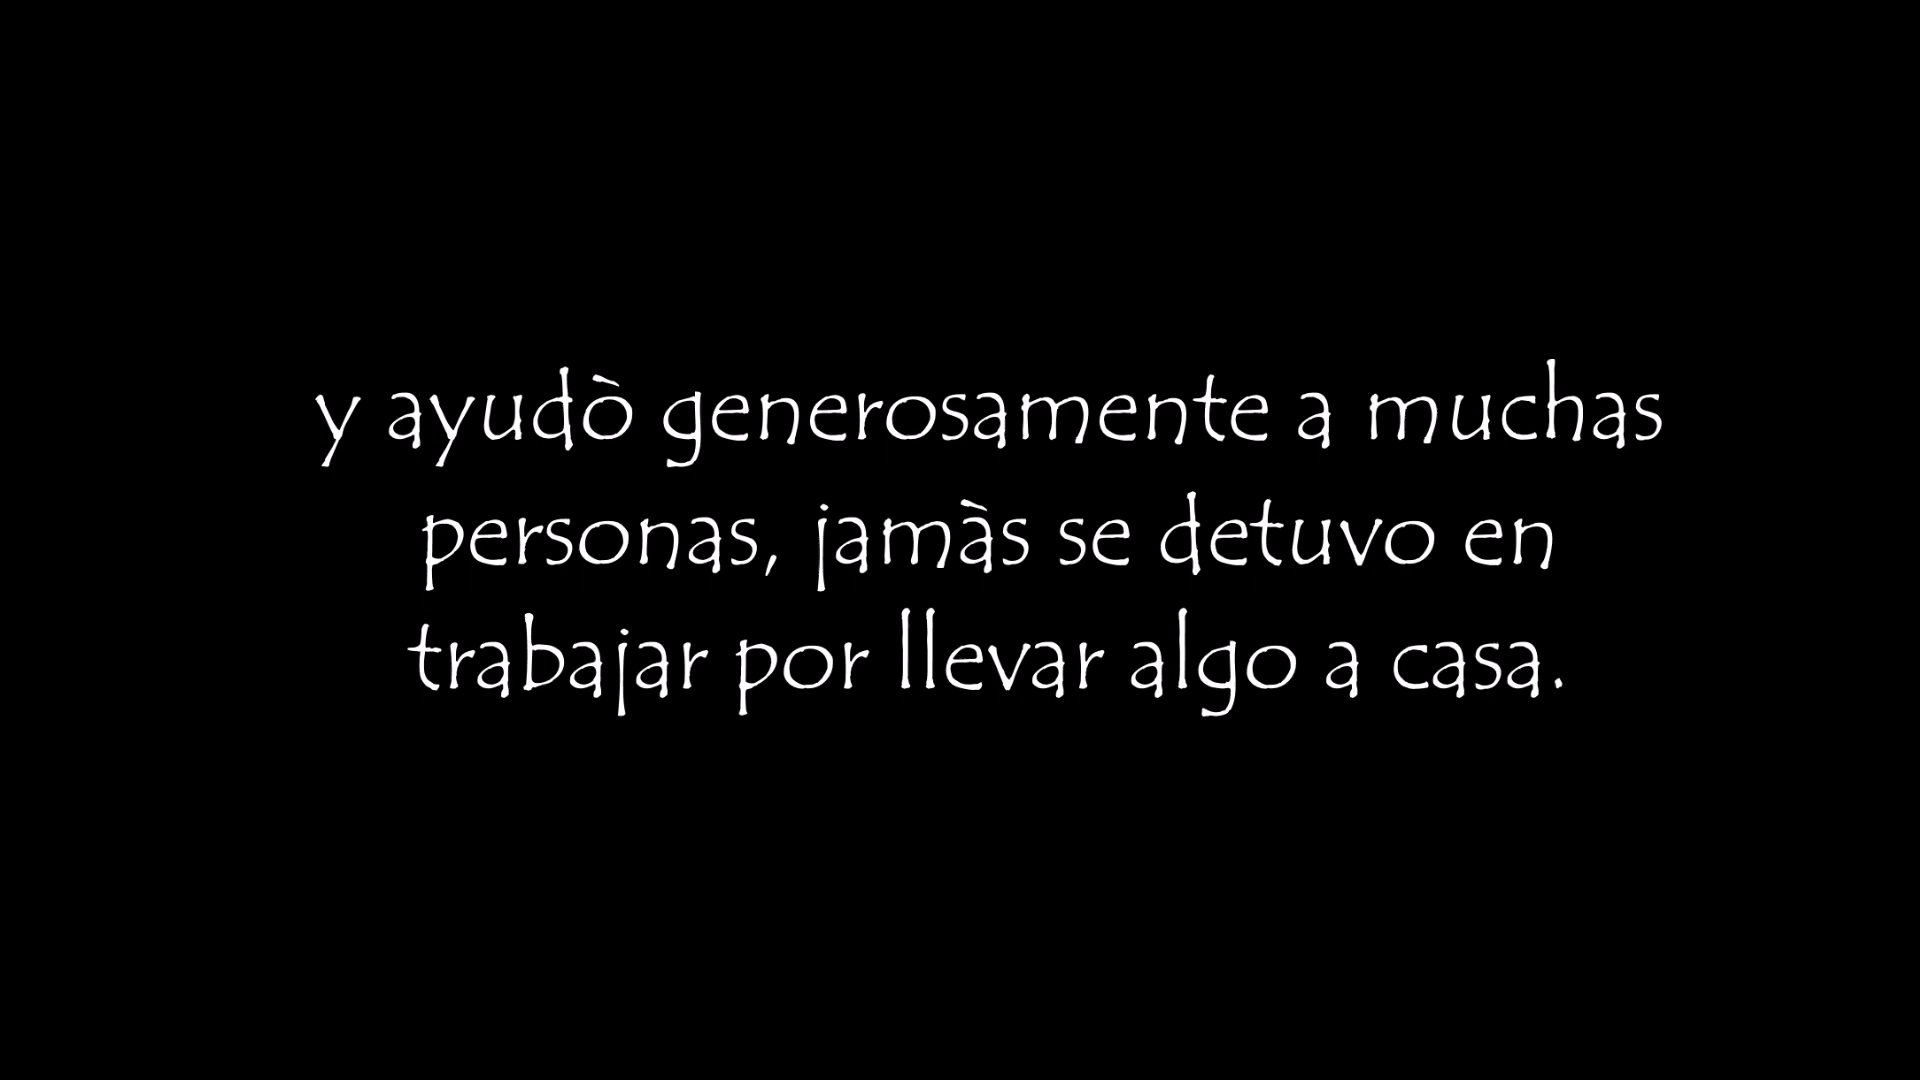 y ayudò generosamente a muchas
personas, jamàs se detuvo en
trabajar por llevar algo a casa.